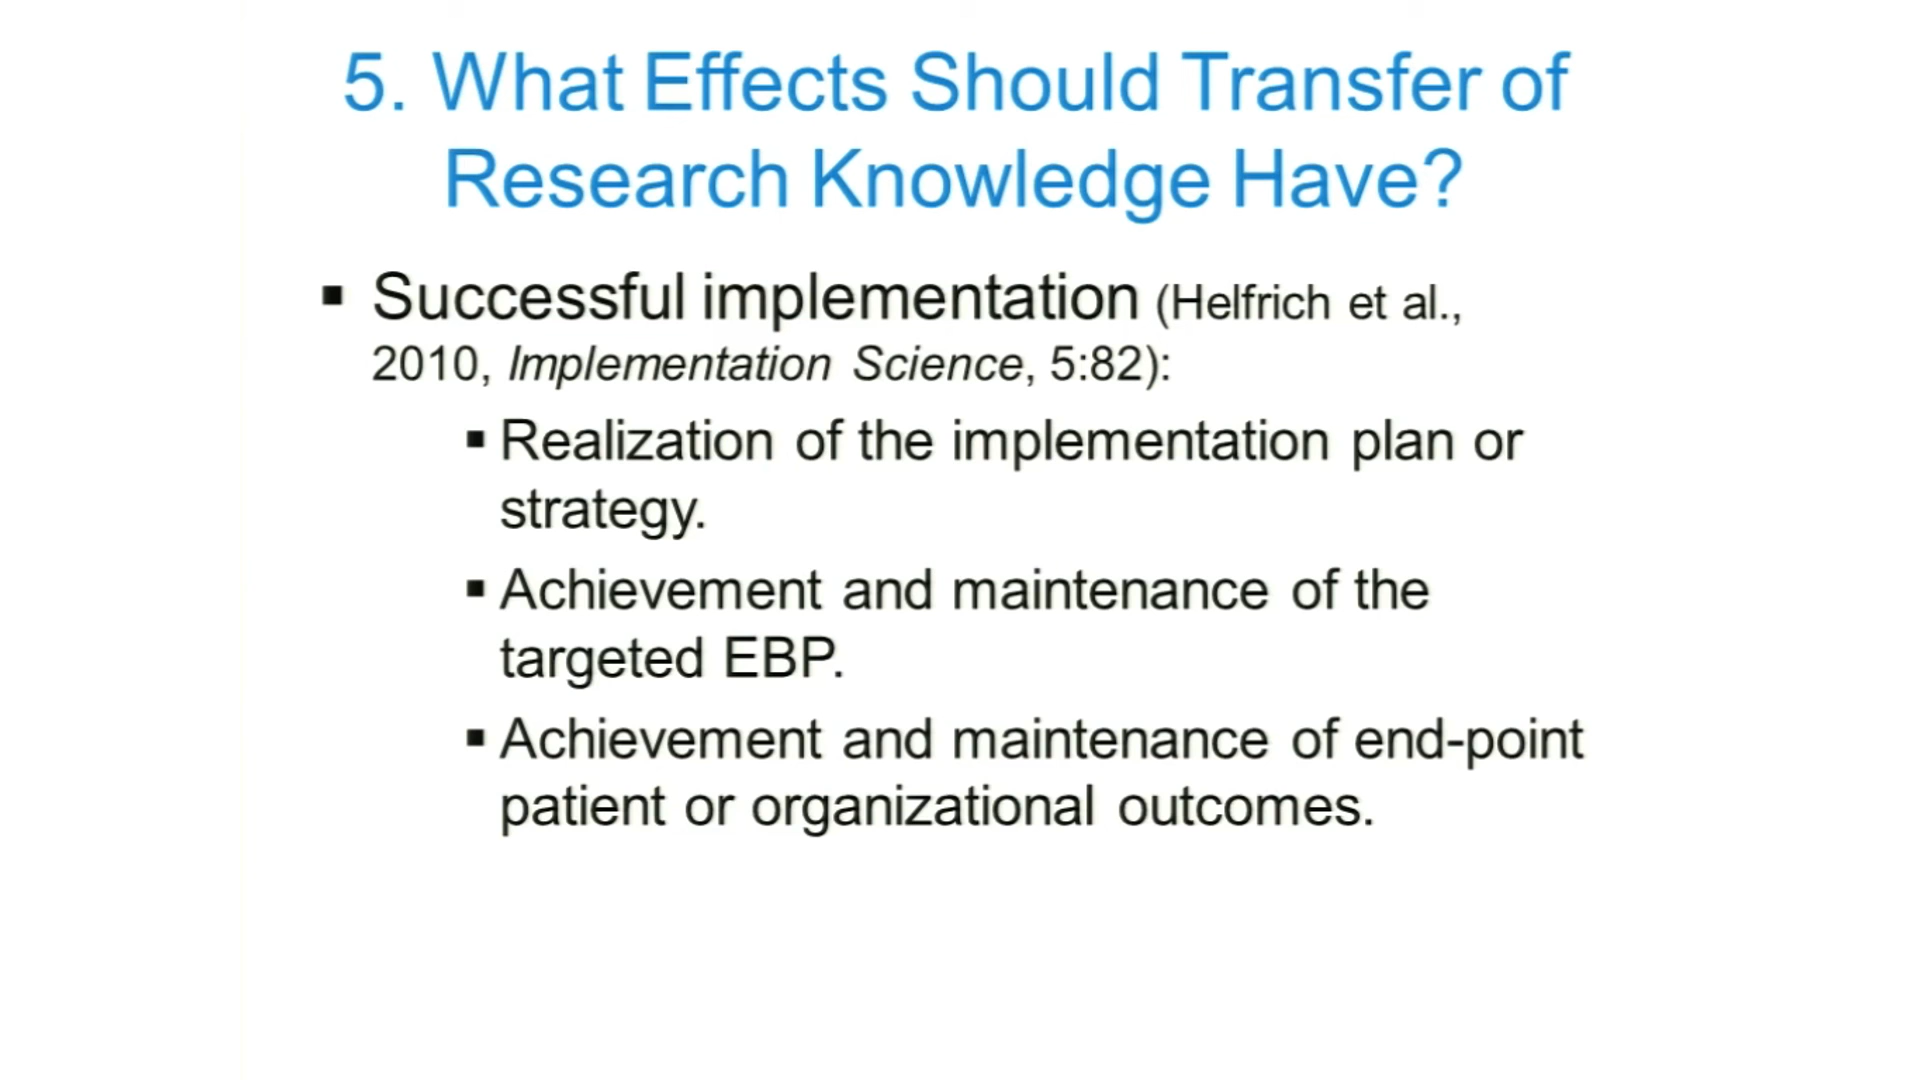 5. What Effects Should Transfer of
Research Knowledge Have?
▪ Successful implementation (Helfrich et al.,
2010, Implementation Science, 5:82):
▪ Realization of the implementation plan or
strategy.
▪ Achievement and maintenance of the
targeted EBP.
▪ Achievement and maintenance of end-point
patient or organizational outcomes.